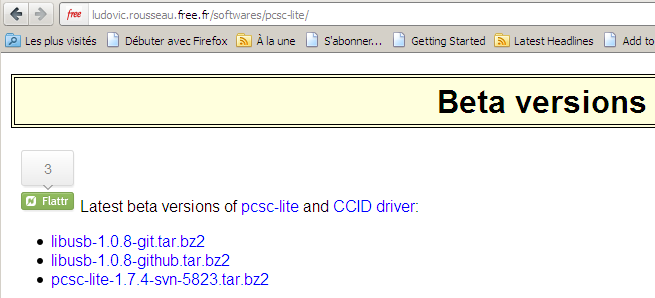 free ludovic.rousseau.free.fr/softwares/pcsc-lite/
Les plus visités Débuter avec Firefox À la une S'abonner... Getting Started Latest Headlines Add to
Beta versions
3
Flattr Latest beta versions of pcsc-lite and CCID driver:
libusb-1.0.8-git.tar.bz2
libusb-1.0.8-github.tar.bz2
pcsc-lite-1.7.4-svn-5823.tar.bz2